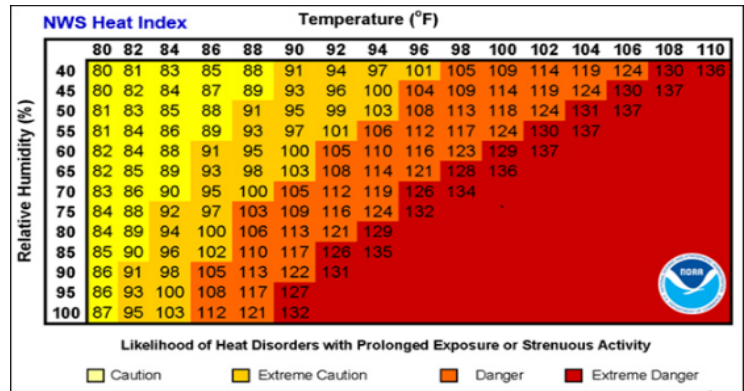 NWS Heat Index Temperature (°F)
80 82 84 86 88 90 92 94 96 98 100 102 104 106 108 110
40 80 81 83 85 88 91 94 97 101 105 109 114 119 124 130 136
45 80 82 84 87 89 93 96 100 104 109 114 119 124 130 137
50 81 83 85 88 91 95 99 103 108 113 118 124 131 137
55 81 84 86 89 93 97 101 106 112 117 124 130 137
60 82 84 88 91 95 100 105 110 116 123 129 137
65 82 85 89 93 98 103 108 114 121 128 136
70 83 86 90 95 100 105 112 119 126 134
75 84 88 92 97 103 109 116 124 132
80 84 89 94 100 106 113 121 129
85 85 90 96 102 110 117 126 135
90 86 91 98 105 113 122 131
95 86 93 100 108 117 127
100 87 95 103 112 121 132
Relative Humidity (%)
NOAA
Likelihood of Heat Disorders with Prolonged Exposure or Strenuous Activity
Caution Extreme Caution Danger Extreme Danger